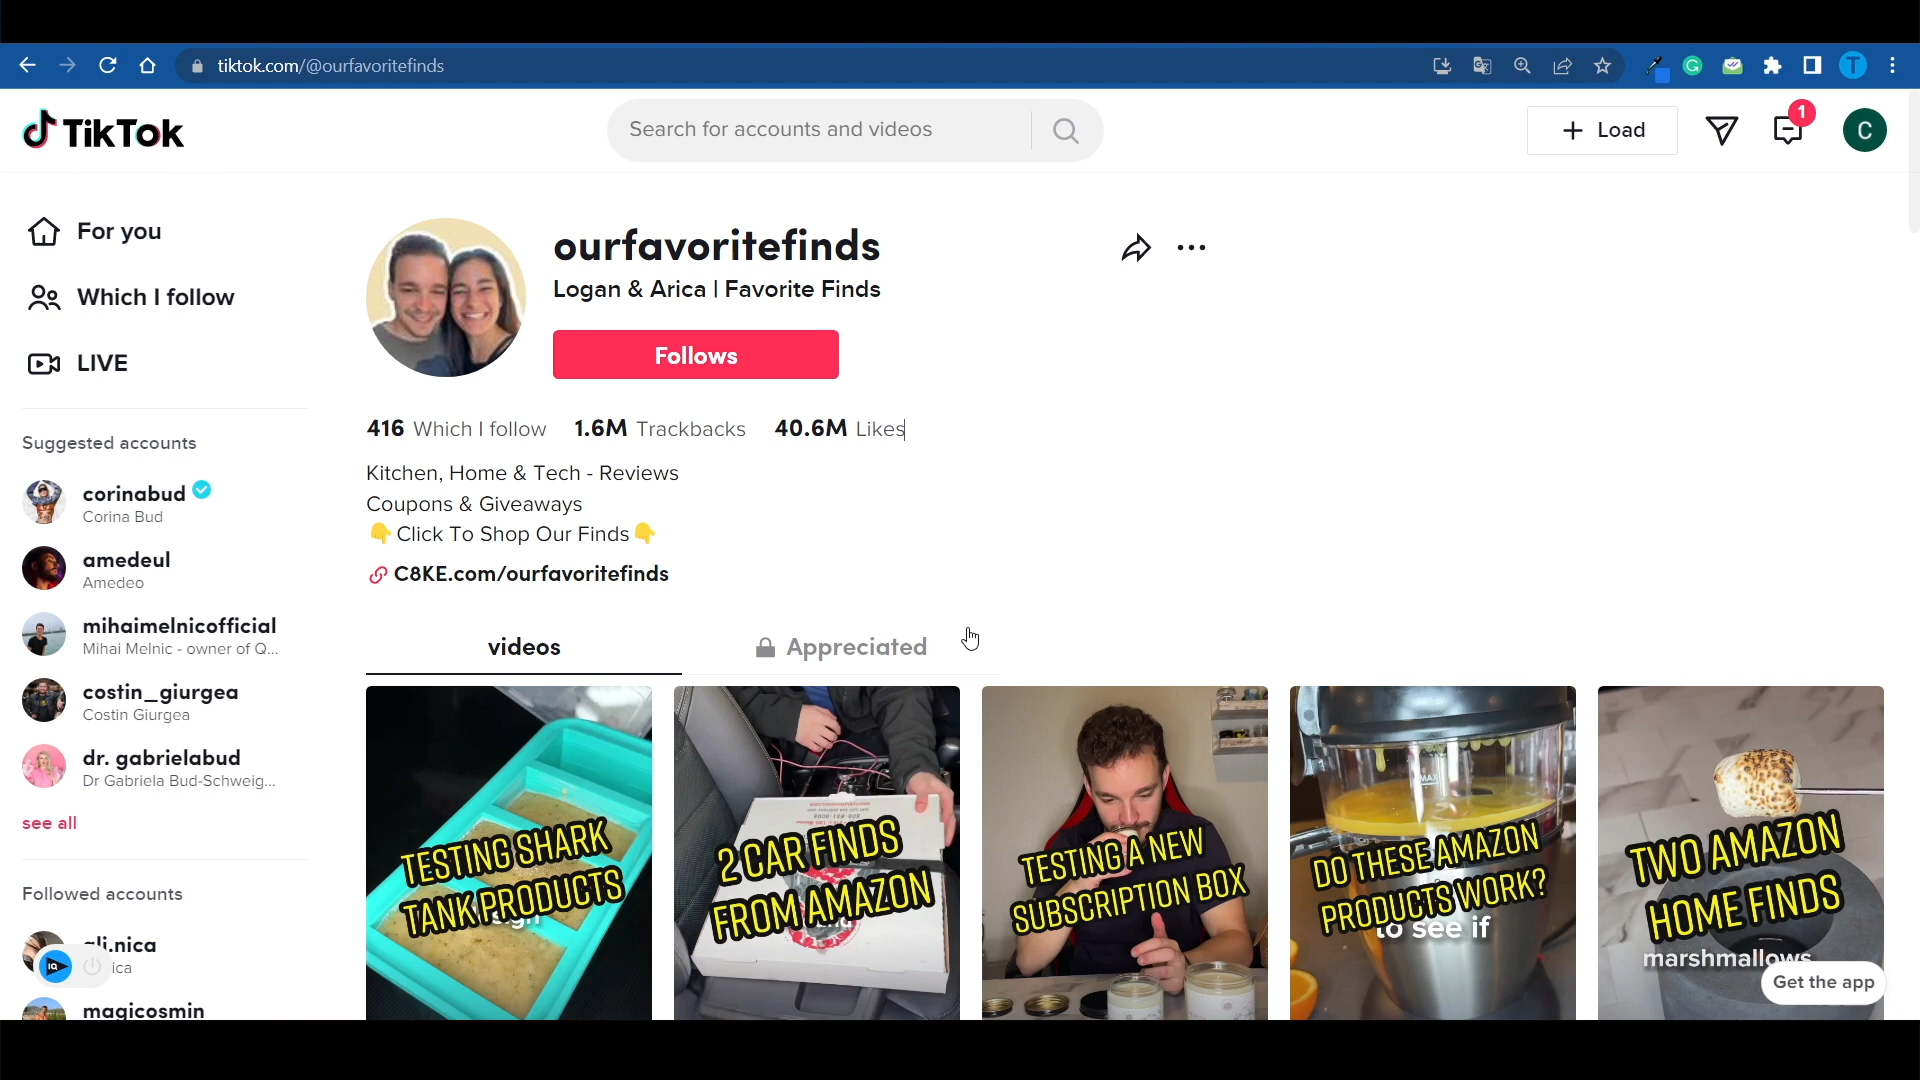 tiktok.com/@ourfavoritefinds
TikTok
Search for accounts and videos
Load
1
C
T
For you
Which I follow
LIVE
Suggested accounts
corinabud
Corina Bud
amedeul
Amedeo
mihaimelnicofficial
Mihai Melnic - owner of Q...
costin_giurgea
Costin Giurgea
dr. gabrielabud
Dr Gabriela Bud-Schweig...
see all
Followed accounts
ali.nica
ica
magicosmin
IQ
ourfavoritefinds
Logan & Arica | Favorite Finds
Follows
416 Which I follow 1.6M Trackbacks 40.6M Likes
Kitchen, Home & Tech - Reviews
Coupons & Giveaways
👇Click To Shop Our Finds👇
C8KE.com/ourfavoritefinds
videos
Appreciated
TESTING SHARK
TANK PRODUCTS
2 CAR FINDS
FROM AMAZON
TESTING A NEW
SUBSCRIPTION BOX
MAX
DO THESE AMAZON
PRODUCTS WORK?
to see if
TWO AMAZON
HOME FINDS
marshmallows
Get the app